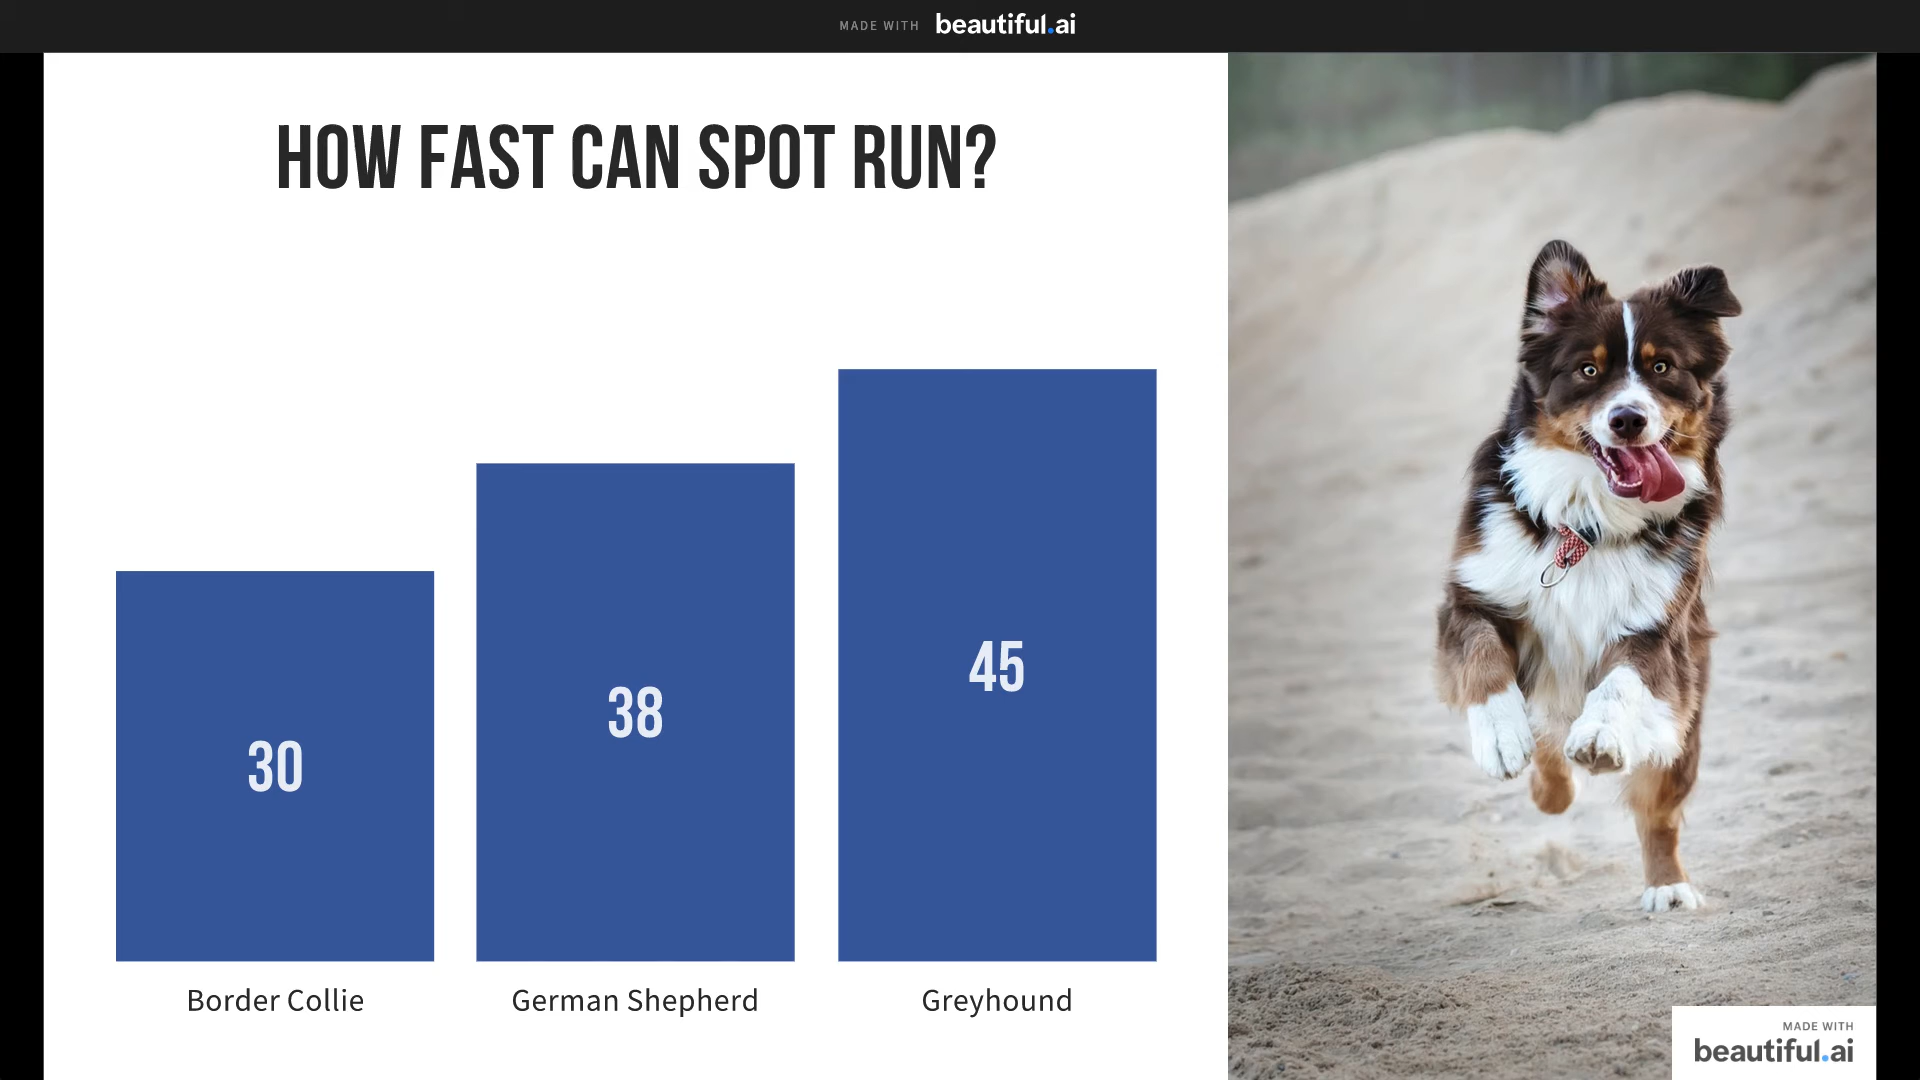 MADE WITH beautiful.ai
HOW FAST CAN SPOT RUN?
30
38
45
Border Collie
German Shepherd
Greyhound
MADE WITH
beautiful.ai